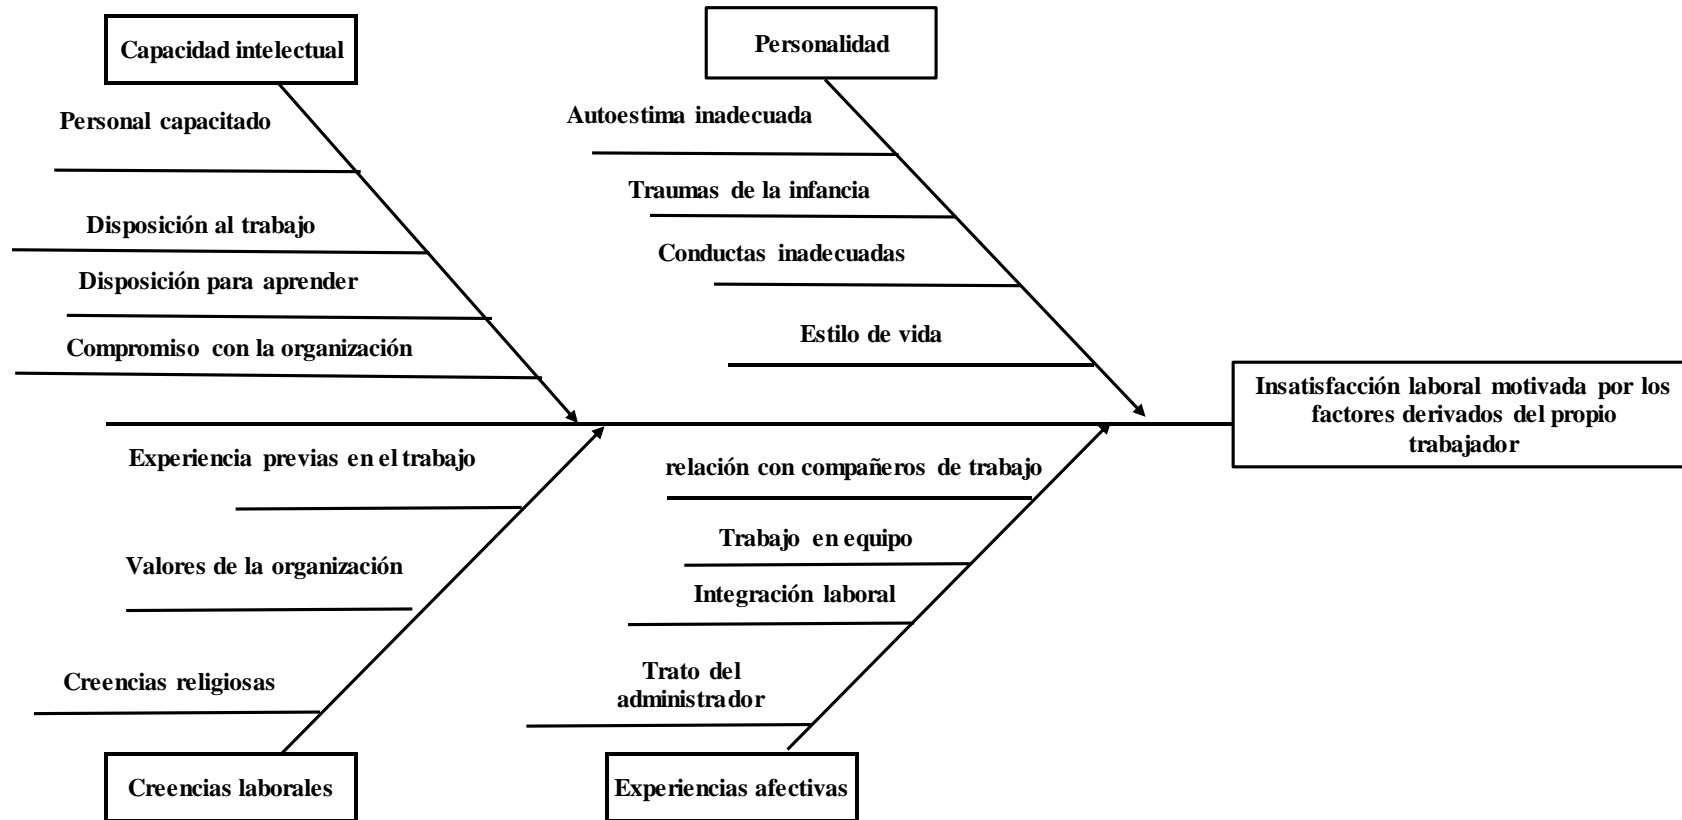 Capacidad intelectual
Personalidad
Personal capacitado
Disposición al trabajo
Disposición para aprender
Compromiso con la organización
Autoestima inadecuada
Traumas de la infancia
Conductas inadecuadas
Estilo de vida
Insatisfacción laboral motivada por los
factores derivados del propio
trabajador
Experiencia previas en el trabajo
Valores de la organización
Creencias religiosas
relación con compañeros de trabajo
Trabajo en equipo
Integración laboral
Trato del
administrador
Creencias laborales
Experiencias afectivas